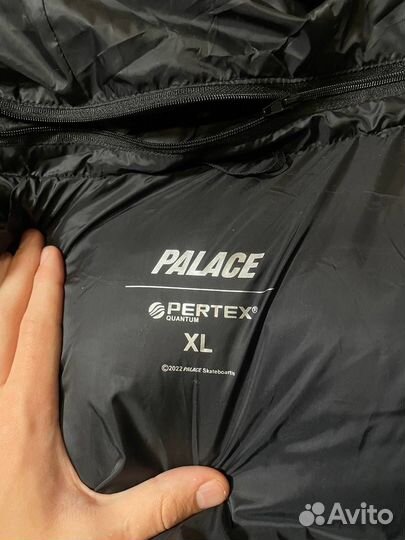 PALACE
PERTEX®
QUANTUM
XL
©2022 PALACE Skateboards
Avito